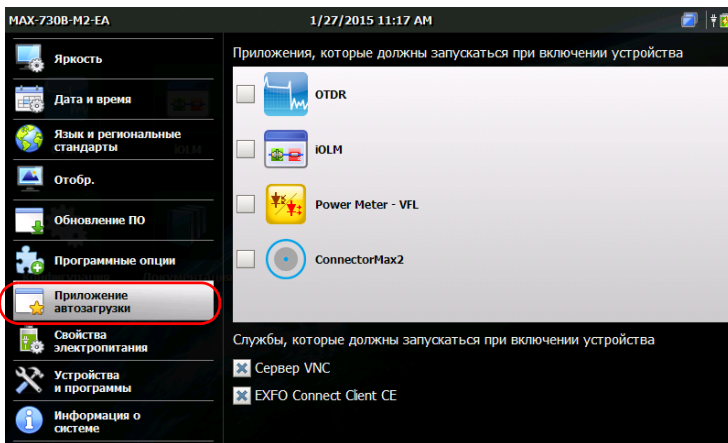 MAX-730B-M2-EA
1/27/2015 11:17 AM
Яркость
Дата и время
Язык и региональные
стандарты
Отобр.
Обновление ПО
Программные опции
Приложение
автозагрузки
Свойства
электропитания
Устройства
и программы
Информация о
системе
Приложения, которые должны запускаться при включении устройства
OTDR
iOLM
Power Meter - VFL
ConnectorMax2
Службы, которые должны запускаться при включении устройства
Сервер VNC
EXFO Connect Client CE